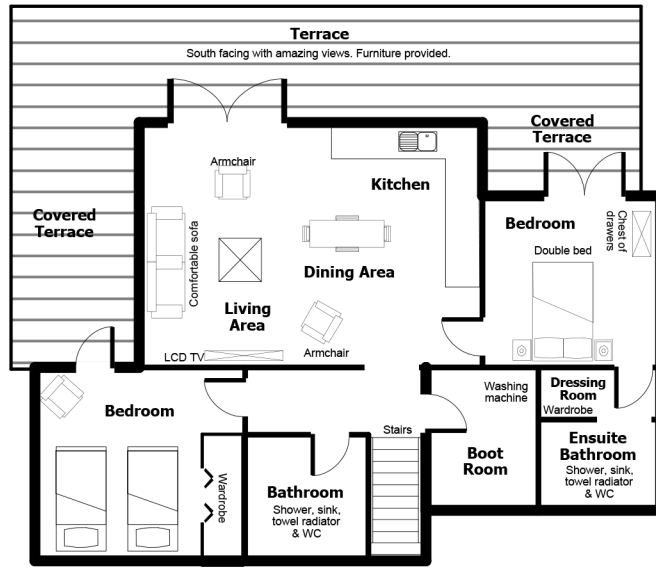 Terrace
South facing with amazing views. Furniture provided.
Covered
Terrace
Armchair
Kitchen
Covered
Terrace
Comfortable sofa
Bedroom
Chest of
drawers
Double bed
Dining Area
Living
Area
LCD TV
Armchair
Bedroom
Washing
machine
Dressing
Room
Wardrobe
Stairs
Boot
Room
Ensuite
Bathroom
Shower, sink,
towel radiator
& WC
Wardrobe
Bathroom
Shower, sink,
towel radiator
& WC